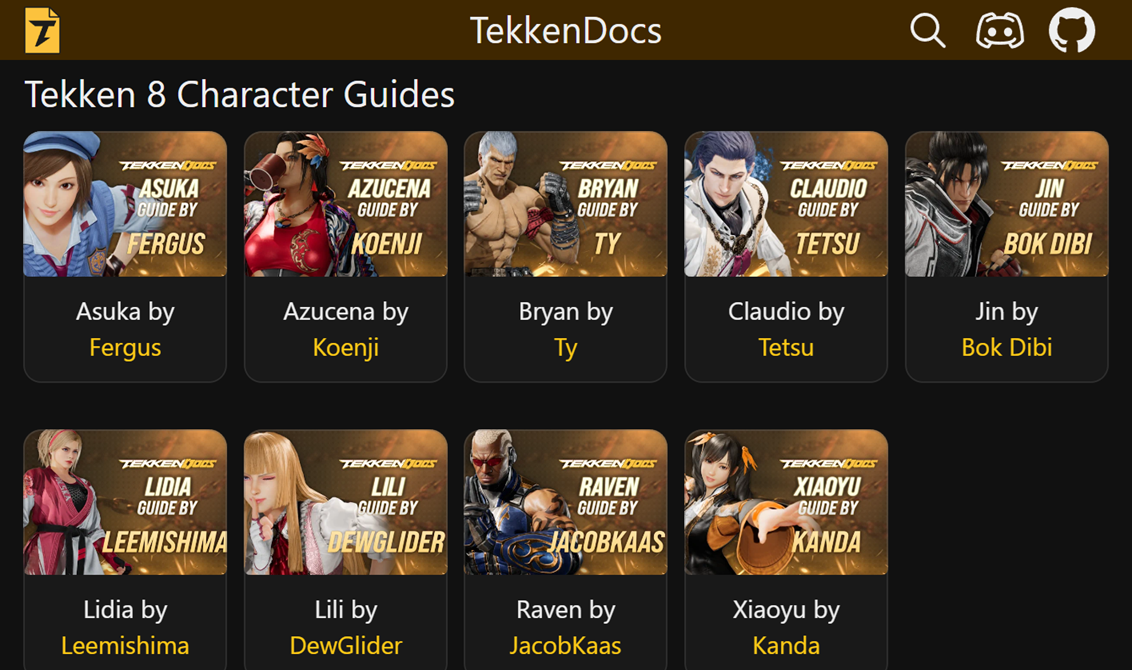 TekkenDocs
Tekken 8 Character Guides
TEKKENDOCS
ASUKA
GUIDE BY
FERGUS
Asuka by
Fergus
TEKKENDOCS
AZUCENA
GUIDE BY
KOENJI
Azucena by
Koenji
TEKKENDOCS
BRYAN
GUIDE BY
TY
Bryan by
Ty
TEKKENDOCS
CLAUDIO
GUIDE BY
TETSU
Claudio by
Tetsu
TEKKENDOCS
JIN
GUIDE BY
BOK DIBI
Jin by
Bok Dibi
TEKKENDOCS
LIDIA
GUIDE BY
LEEMISHIMA
Lidia by
Leemishima
TEKKENDOCS
LILI
GUIDE BY
DEWGLIDER
Lili by
DewGlider
TEKKENDOCS
RAVEN
GUIDE BY
JACOBKAAS
Raven by
JacobKaas
TEKKENDOCS
XIAOYU
GUIDE BY
KANDA
Xiaoyu by
Kanda